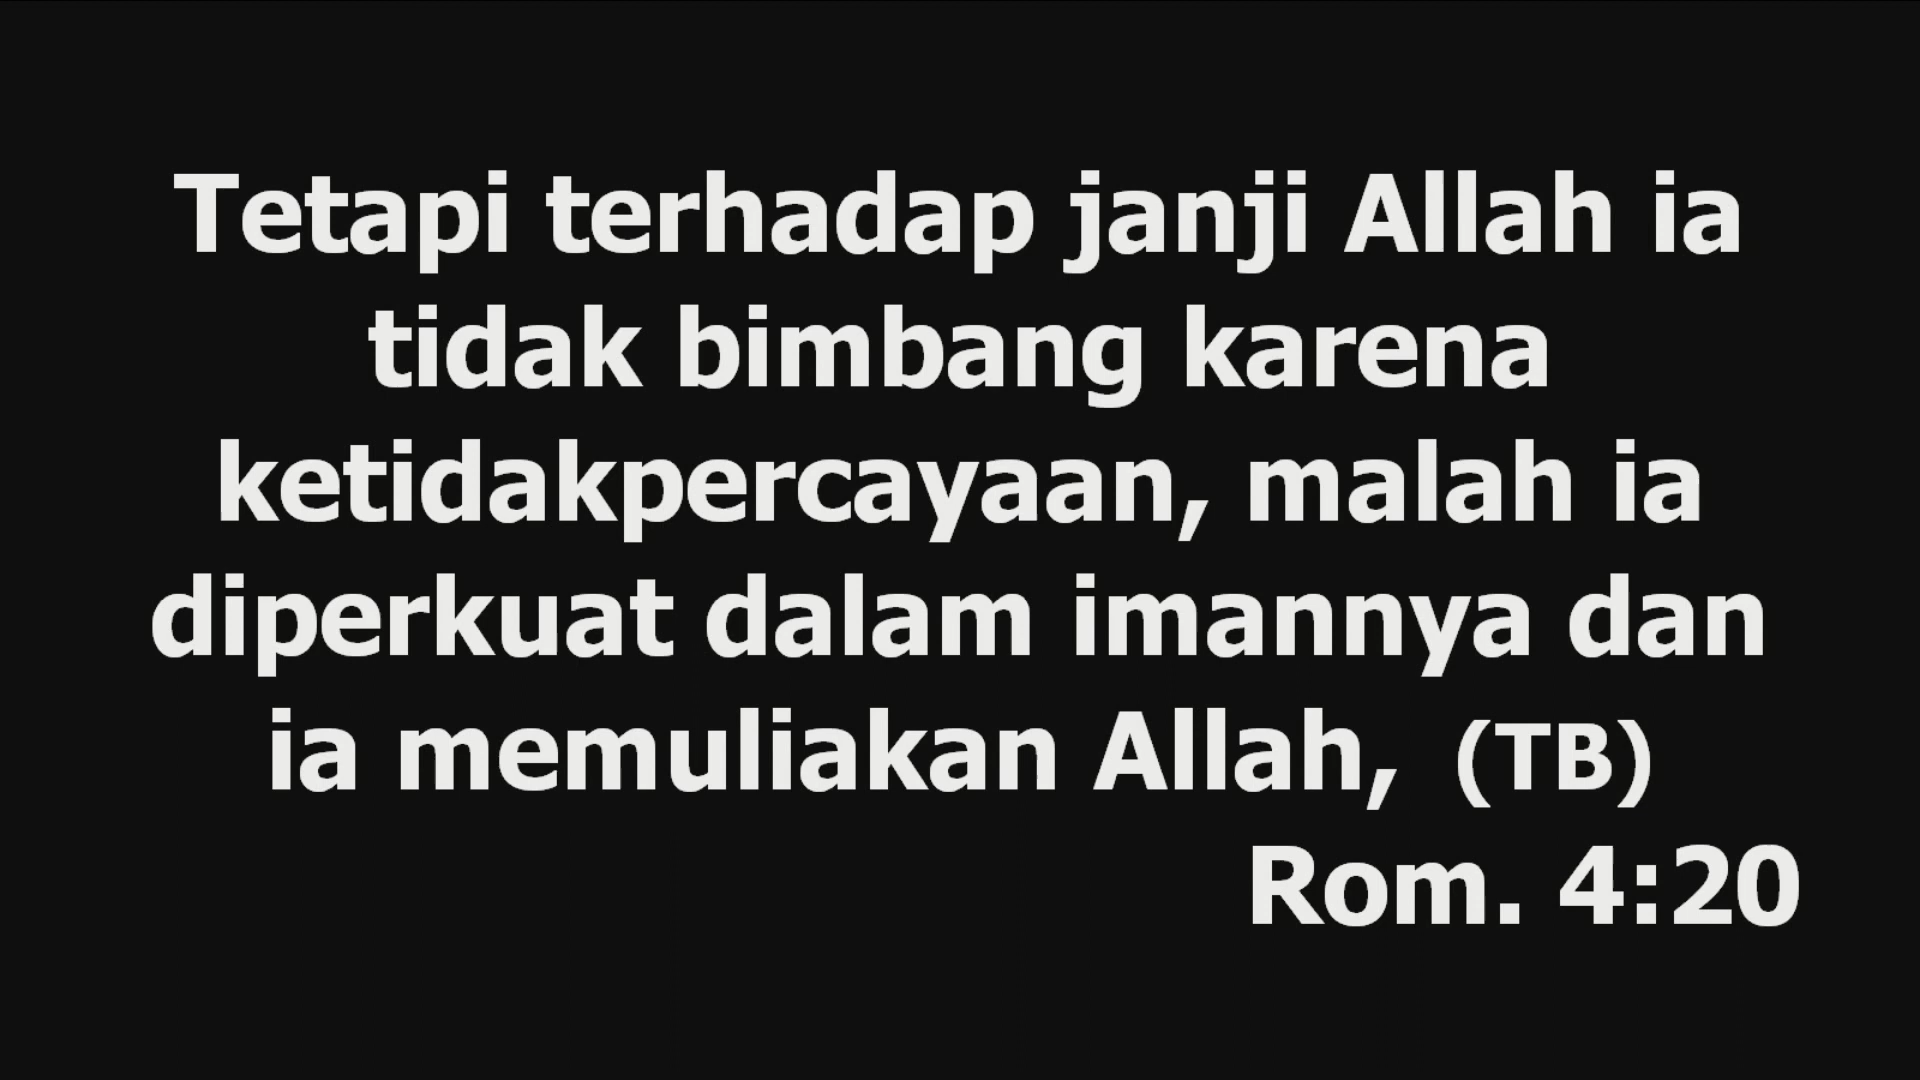 Tetapi terhadap janji Allah ia
tidak bimbang karena
ketidakpercayaan, malah ia
diperkuat dalam imannya dan
ia memuliakan Allah, (TB)
Rom. 4:20